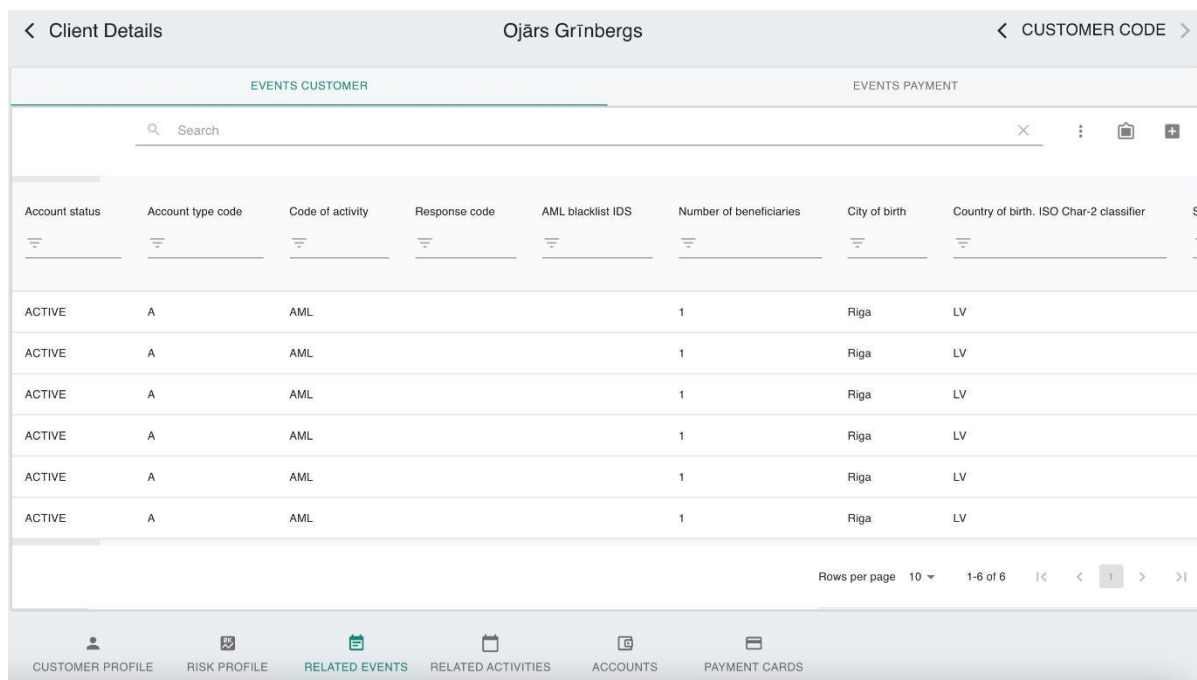 Client Details Ojārs Grīnbergs CUSTOMER CODE
EVENTS CUSTOMER EVENTS PAYMENT
Search
Account status Account type code Code of activity Response code AML blacklist IDS Number of beneficiaries City of birth Country of birth. ISO Char-2 classifier
ACTIVE A AML 1 Riga LV
ACTIVE A AML 1 Riga LV
ACTIVE A AML 1 Riga LV
ACTIVE A AML 1 Riga LV
ACTIVE A AML 1 Riga LV
ACTIVE A AML 1 Riga LV
Rows per page 10 1-6 of 6 1
CUSTOMER PROFILE RISK PROFILE RELATED EVENTS RELATED ACTIVITIES ACCOUNTS PAYMENT CARDS